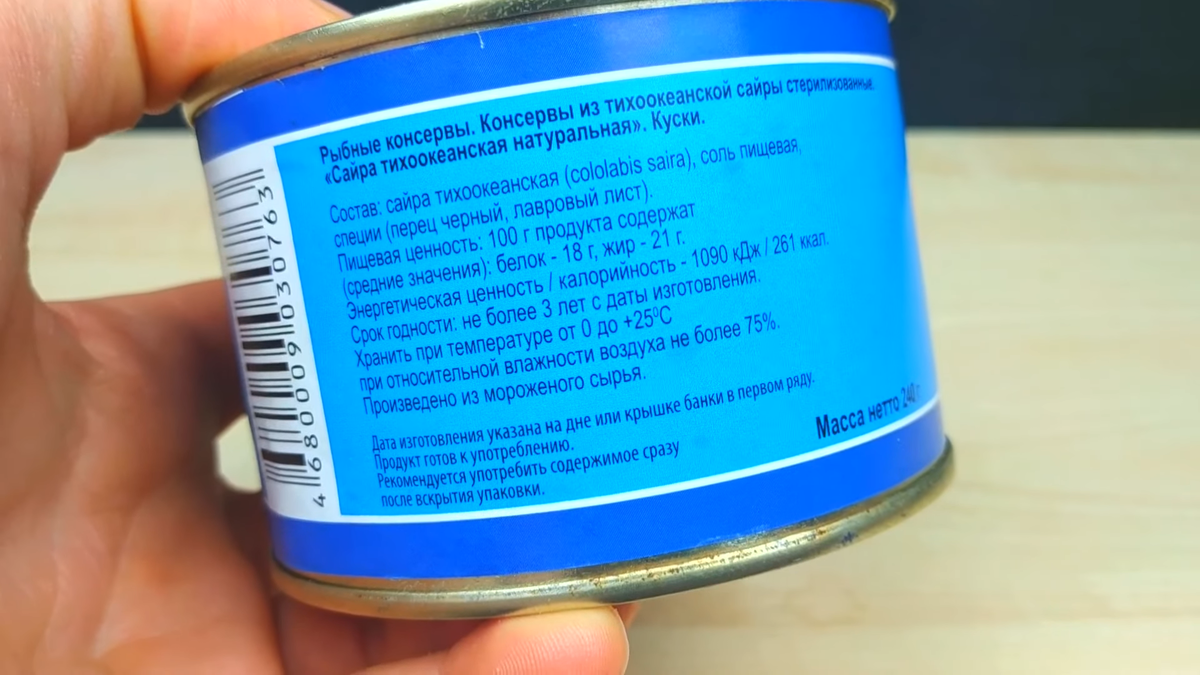 Рыбные консервы. Консервы из тихоокеанской сайры стерилизованные.
«Сайра тихоокеанская натуральная». Куски.
Состав: сайра тихоокеанская (cololabis saira), соль пищевая,
специи (перец черный, лавровый лист).
Пищевая ценность: 100 г продукта содержат
(средние значения): белок - 18 г, жир - 21 г.
Энергетическая ценность / калорийность - 1090 кДж / 261 ккал.
Срок годности: не более 3 лет с даты изготовления.
Хранить при температуре от 0 до +25⁰С
при относительной влажности воздуха не более 75%.
Произведено из мороженого сырья.
Дата изготовления указана на дне или крышке банки в первом ряду.
Продукт готов к употреблению.
Рекомендуется употребить содержимое сразу
после вскрытия упаковки.
Масса нетто 240 г
4 680009 030763